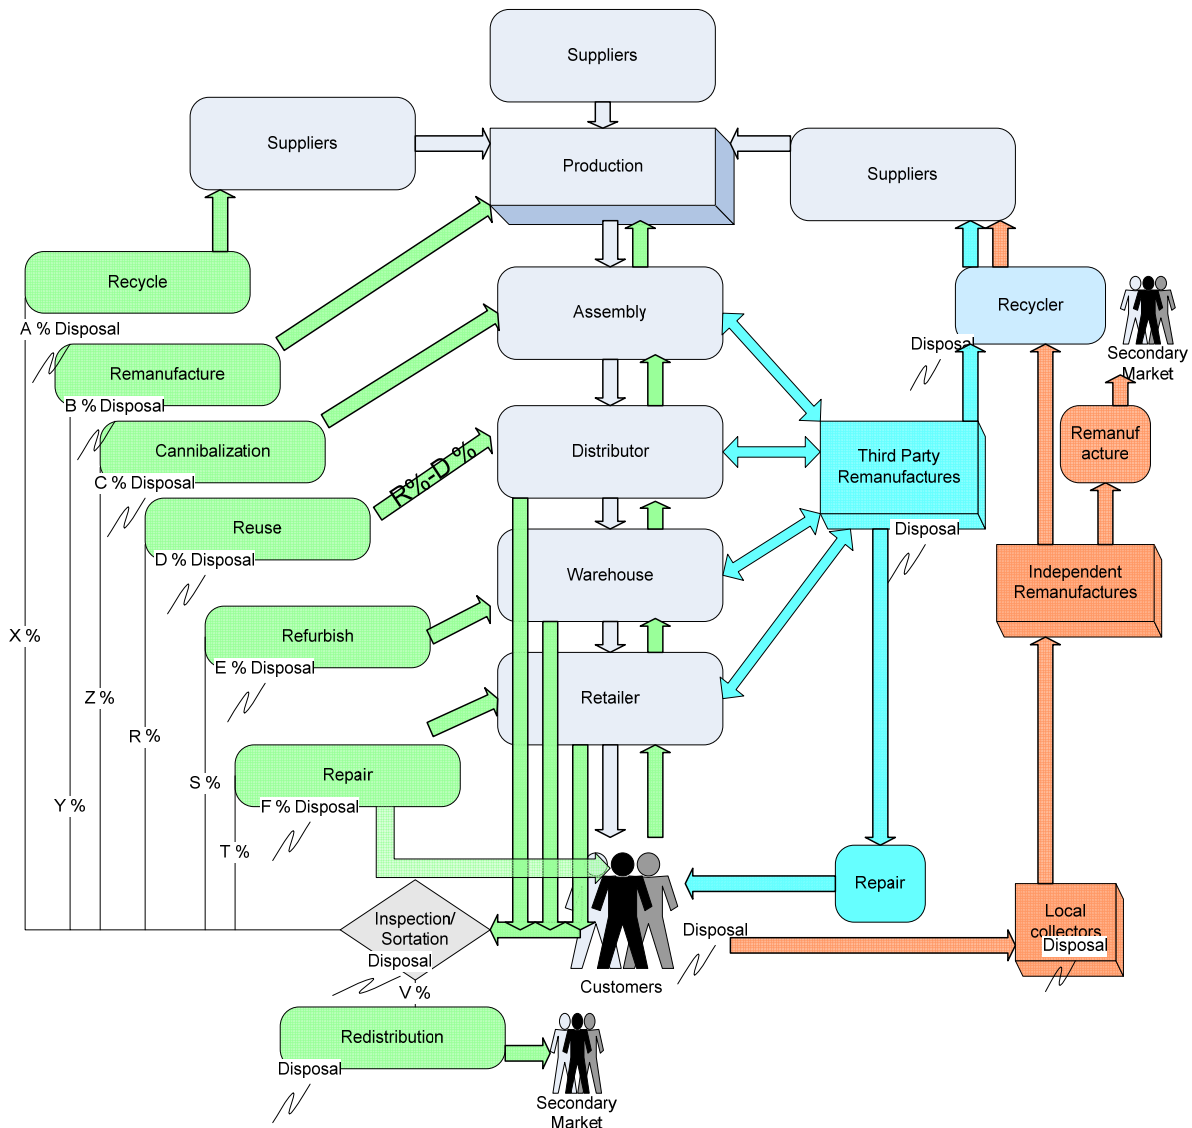 Suppliers
Suppliers
Production
Suppliers
Recycle
Assembly
Recycler
A % Disposal
Disposal
Secondary
Market
Remanufacture
B % Disposal
Cannibalization
Distributor
R%-D %
Third Party
Remanufactures
Remanuf
acture
C % Disposal
Reuse
Disposal
D % Disposal
Warehouse
Independent
Remanufactures
X %
Refurbish
E % Disposal
Z %
Retailer
R %
S %
Repair
Y %
F % Disposal
T %
Repair
Inspection/
Sortation
Local
collectors
Disposal
Disposal
Disposal
Customers
V %
Redistribution
Disposal
Secondary
Market